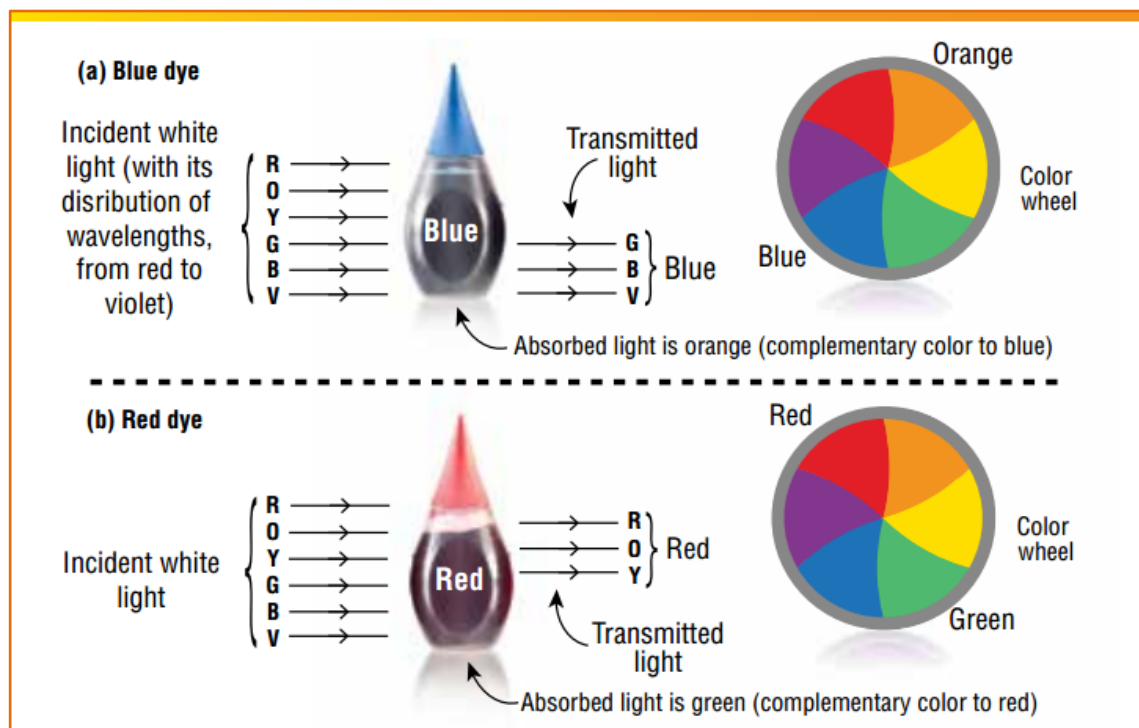 (a) Blue dye
Incident white
light (with its
disribution of
wavelengths,
from red to
violet)
R
O
Y
G
B
V
Blue
Transmitted
light
G
B
V
Blue
Absorbed light is orange (complementary color to blue)
Orange
Color
wheel
Blue
(b) Red dye
Incident white
light
R
O
Y
G
B
V
Red
R
O
Y
Red
Transmitted
light
Absorbed light is green (complementary color to red)
Red
Color
wheel
Green